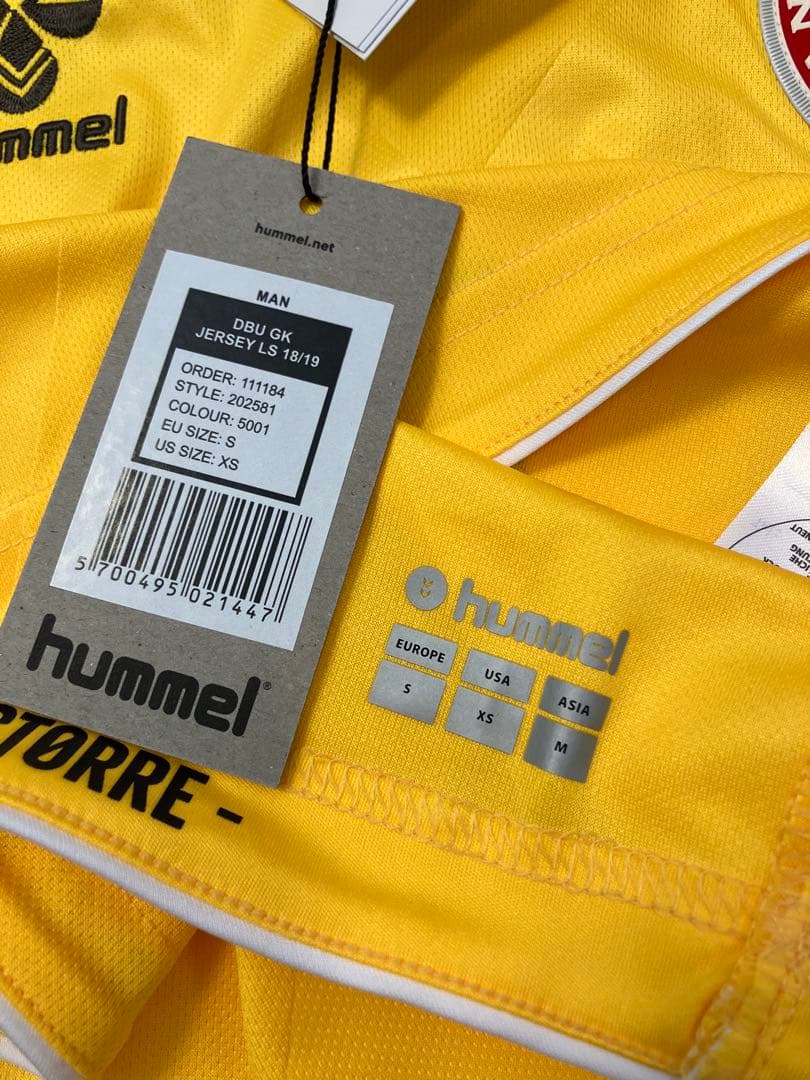 hummel
hummel.net
MAN
DBU GK
JERSEY LS 18/19
ORDER: 111184
STYLE: 202581
COLOUR: 5001
EU SIZE: S
US SIZE: XS
5 700495 021447
hummel®
hummel
EUROPE USA ASIA
S XS M
STØRRE -